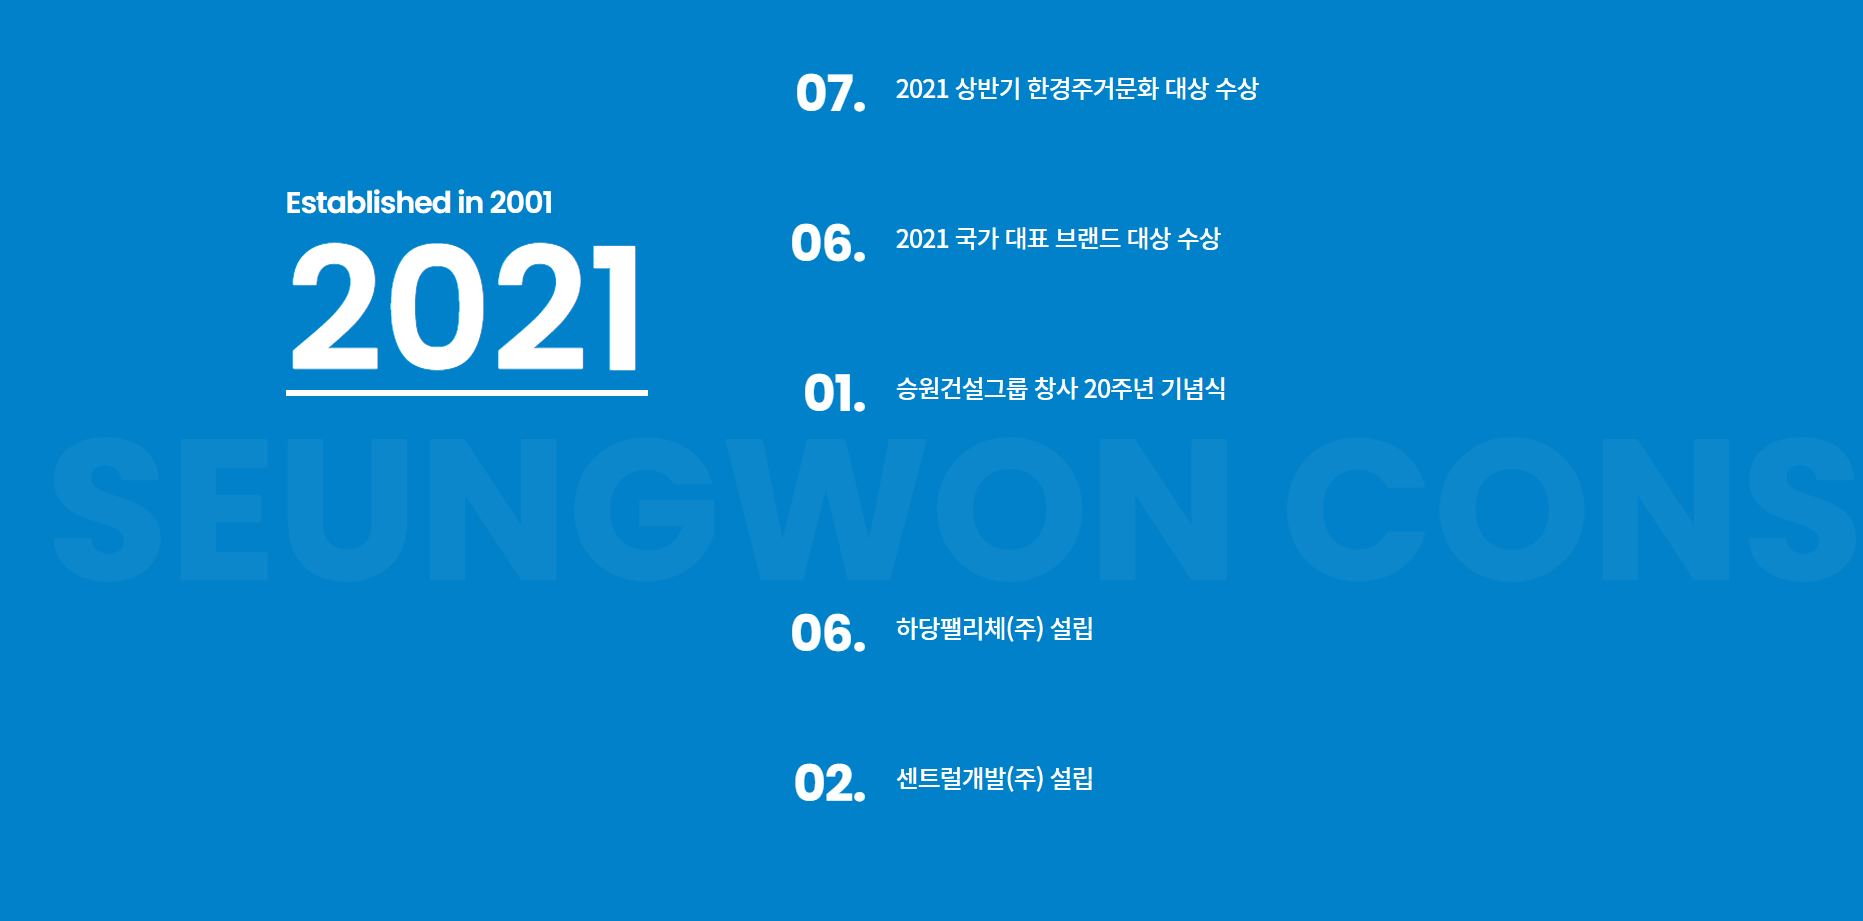 Established in 2001
2021
07. 2021 상반기 한경주거문화 대상 수상
06. 2021 국가 대표 브랜드 대상 수상
01. 승원건설그룹 창사 20주년 기념식
SEUNGWON CONS
06. 하당팰리체(주) 설립
02. 센트럴개발(주) 설립